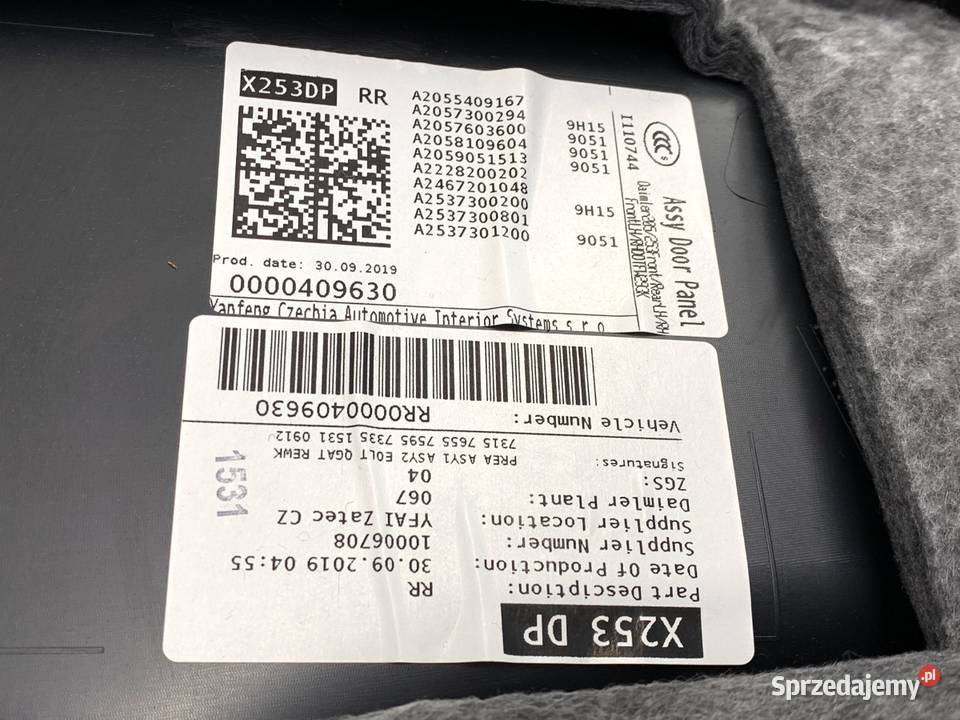 X253DP RR
A2055409167
A2057300294
A2057603600 9H15
A2058109604 9051
A2059051513 9051
A2228200202 9051
A2467201048
A2537300200
A2537300801 9H15
A2537301200 9051
Prod. date: 30.09.2019
0000409630
Yanfeng Czechia Automotive Interior Systems s r o
I110744
CCC S
Assy Door Panel
X253 DP
Part Desciption: RR
Date Of Production: 30.09.2019 04:55
Supplier Number: 10006708
Supplier Location: YFAI Zatec CZ
Daimler Plant: 067
ZGS: 04
Signatures: PREA ASY1 ASY2 EOLT QGAT REWK
7315 7655 7595 7335 1531 0912
Vehicle Number: RR0000409630
1531
Sprzedajemy.pl